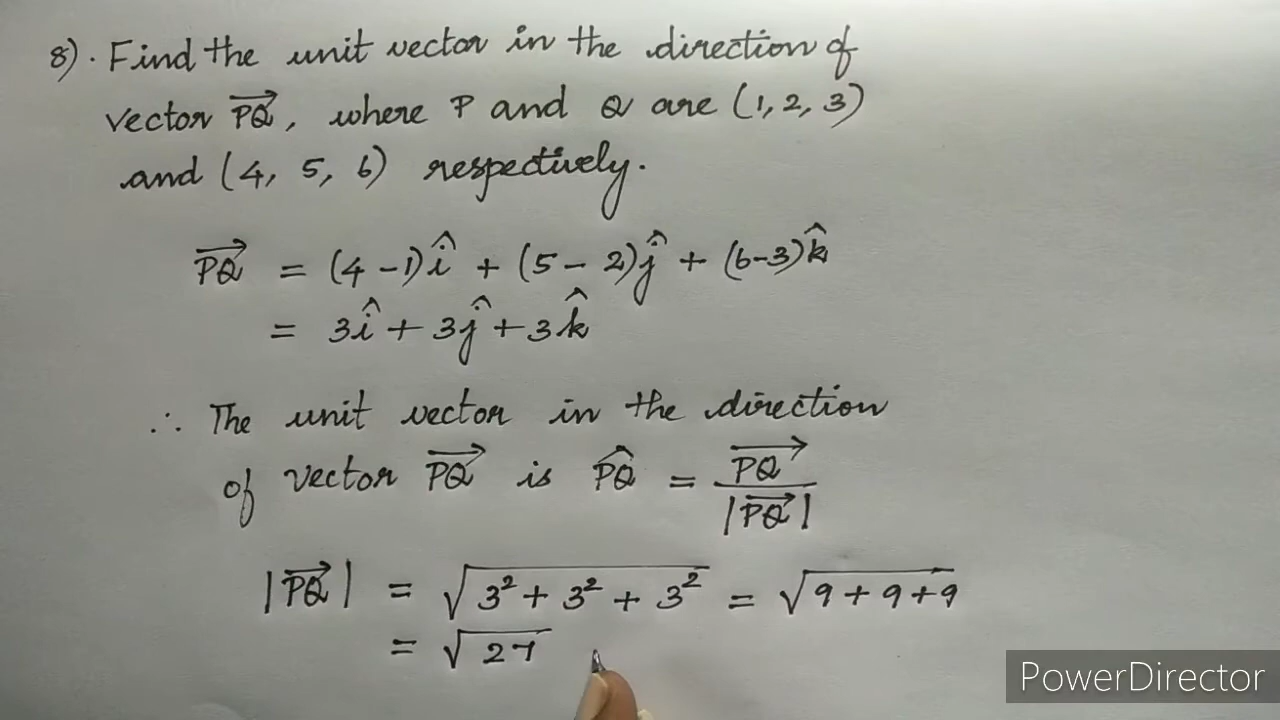 8). Find the unit vector in the direction of
vector PQ⃗, where P and Q are (1, 2, 3)
and (4, 5, 6) respectively.
PQ⃗ = (4 - 1)î + (5 - 2)ĵ + (6-3)k̂
= 3î + 3ĵ + 3k̂
∴ The unit vector in the direction
of vector PQ⃗ is P̂Q = PQ⃗ / |PQ⃗|
|PQ⃗| = √(3² + 3² + 3²) = √(9 + 9 + 9)
= √27
PowerDirector